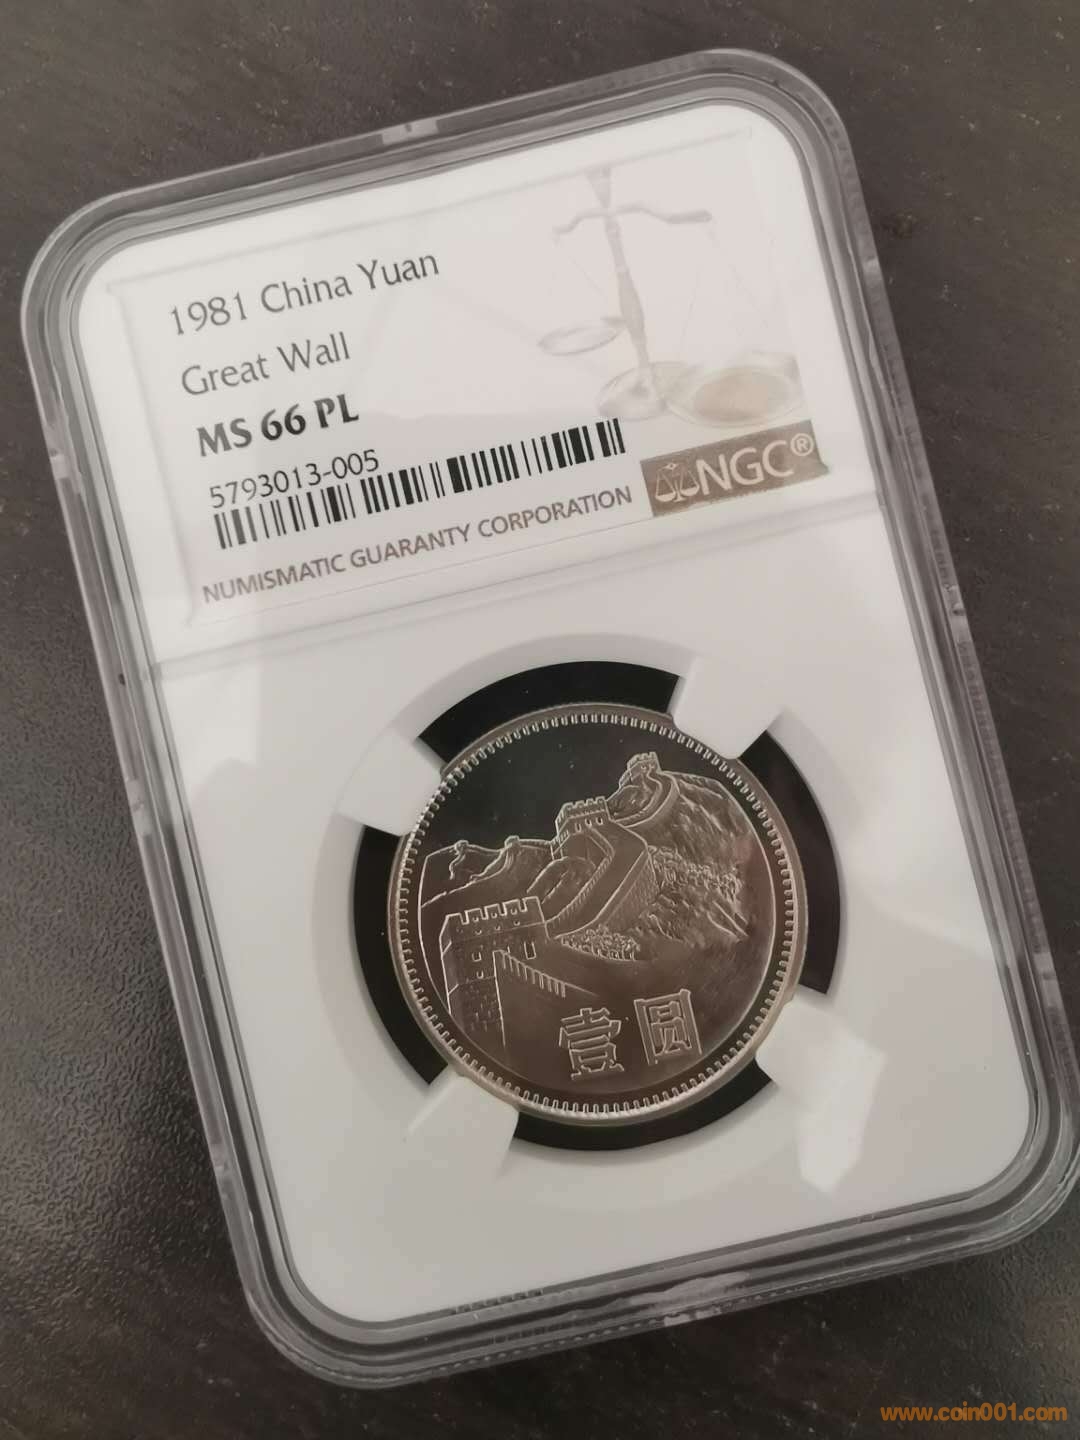 1981 China Yuan
Great Wall
MS 66 PL
5793013-005
NUMISMATIC GUARANTY CORPORATION
NGC®
壹圆
www.coin001.com